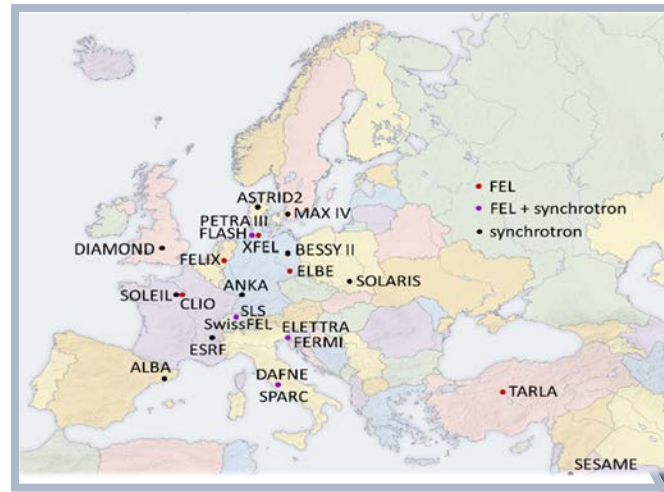 FEL
FEL + synchrotron
synchrotron
ASTRID2
MAX IV
PETRA III
FLASH
XFEL
DIAMOND
BESSY II
FELIX
ELBE
SOLARIS
ANKA
SOLEIL
CLIO
SLS
SwissFEL
ELETTRA
FERMI
ESRF
ALBA
DAFNE
SPARC
TARLA
SESAME